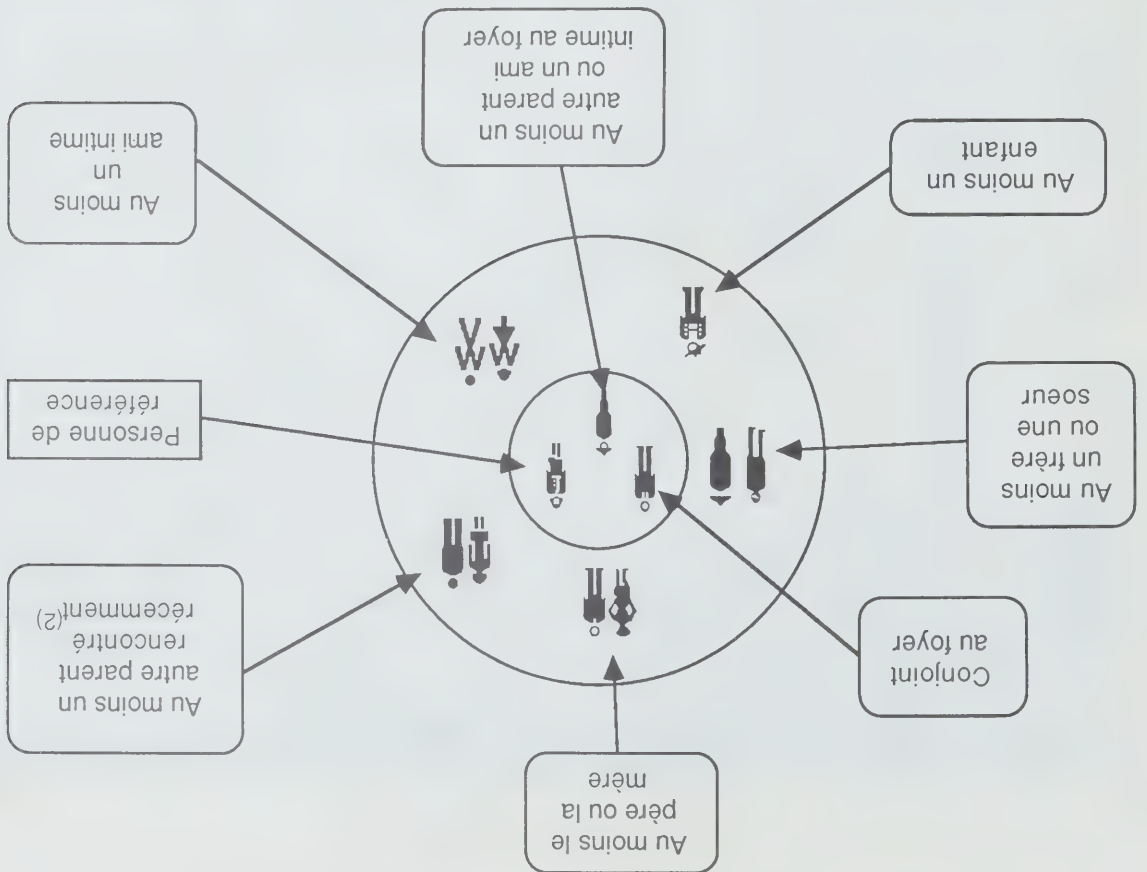 Au moins le
père ou la
mère
Conjoint
au foyer
Au moins un
autre parent
rencontré
récemment(2)
Au moins
un frère
ou une
soeur
Personne de
référence
Au moins un
enfant
Au moins un
autre parent
ou un ami
intime au foyer
Au moins
un
ami intime